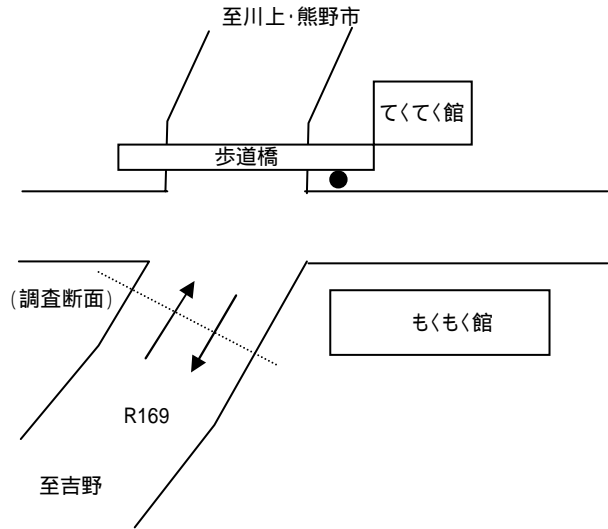 至川上・熊野市
てくてく館
歩道橋
(調査断面)
もくもく館
R169
至吉野